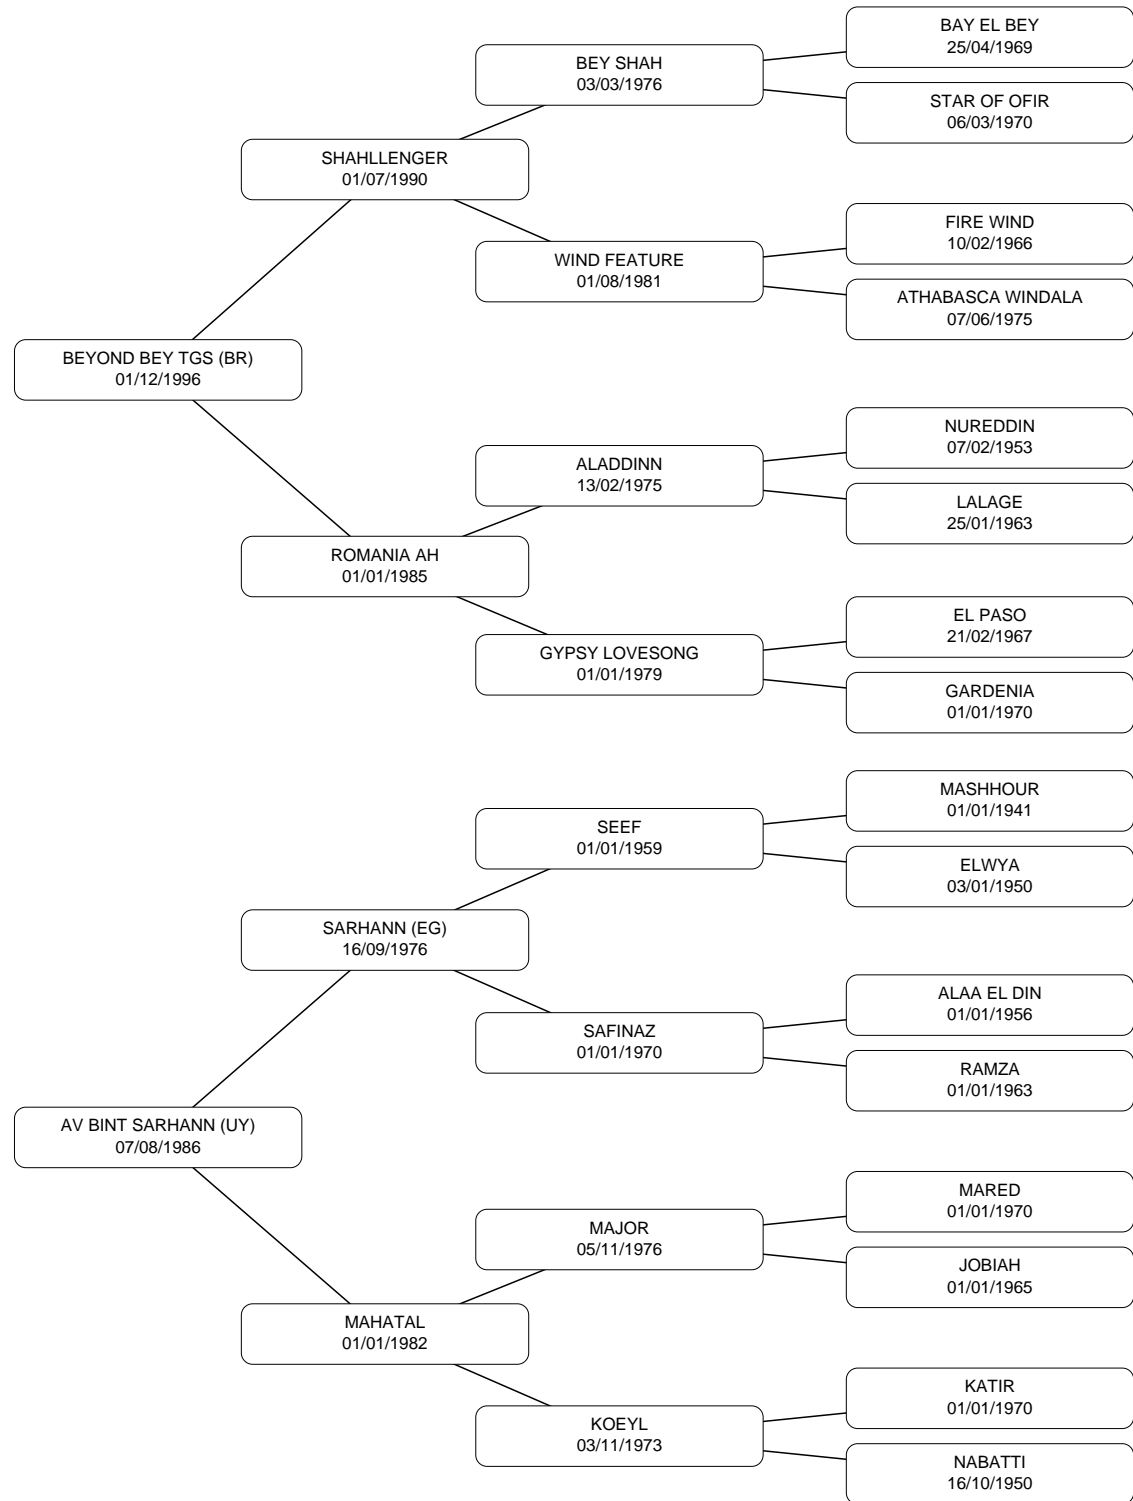 BAY EL BEY
25/04/1969
BEY SHAH
03/03/1976
STAR OF OFIR
06/03/1970
SHAHLLENGER
01/07/1990
FIRE WIND
10/02/1966
WIND FEATURE
01/08/1981
ATHABASCA WINDALA
07/06/1975
BEYOND BEY TGS (BR)
01/12/1996
NUREDDIN
07/02/1953
ALADDINN
13/02/1975
LALAGE
25/01/1963
ROMANIA AH
01/01/1985
EL PASO
21/02/1967
GYPSY LOVESONG
01/01/1979
GARDENIA
01/01/1970
MASHHOUR
01/01/1941
SEEF
01/01/1959
ELWYA
03/01/1950
SARHANN (EG)
16/09/1976
ALAA EL DIN
01/01/1956
SAFINAZ
01/01/1970
RAMZA
01/01/1963
AV BINT SARHANN (UY)
07/08/1986
MARED
01/01/1970
MAJOR
05/11/1976
JOBIAH
01/01/1965
MAHATAL
01/01/1982
KATIR
01/01/1970
KOEYL
03/11/1973
NABATTI
16/10/1950